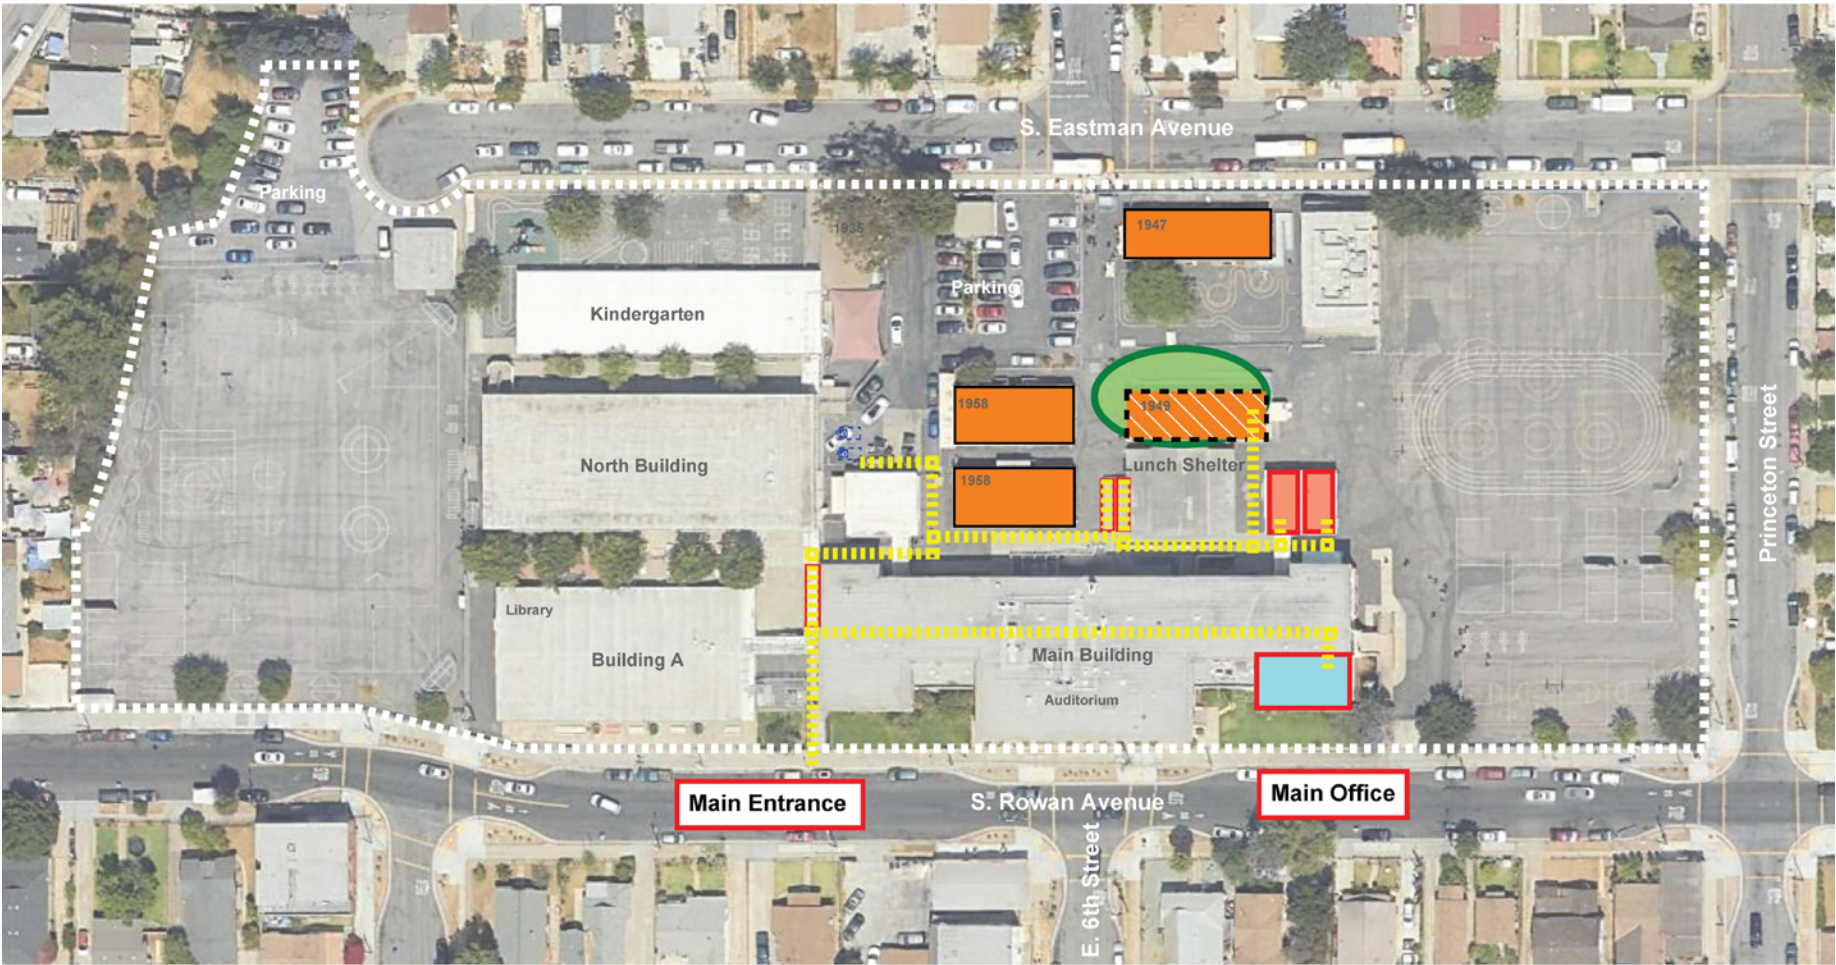 S. Eastman Avenue
Parking
1947
1936
Parking
Kindergarten
1958
1949
North Building
Lunch Shelter
1958
Princeton Street
Library
Building A
Main Building
Auditorium
Main Entrance
S. Rowan Avenue
Main Office
E. 6th Street